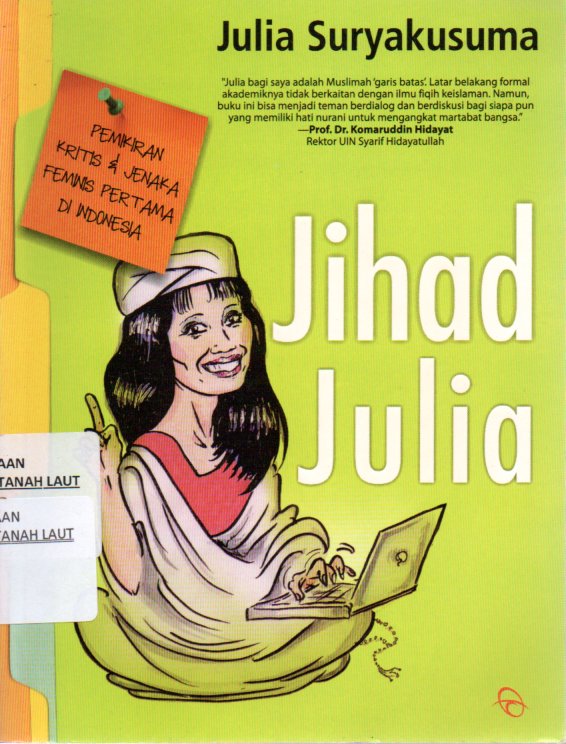 Julia Suryakusuma
"Julia bagi saya adalah Muslimah 'garis batas'. Latar belakang formal
akademiknya tidak berkaitan dengan ilmu fiqih keislaman. Namun,
buku ini bisa menjadi teman berdialog dan berdiskusi bagi siapa pun
yang memiliki hati nurani untuk mengangkat martabat bangsa."
—Prof. Dr. Komaruddin Hidayat
Rektor UIN Syarif Hidayatullah
PEMIKIRAN
KRITIS & JENAKA
FEMINIS PERTAMA
DI INDONESIA
Jihad
Julia
AAN
TANAH LAUT
AAN
TANAH LAUT